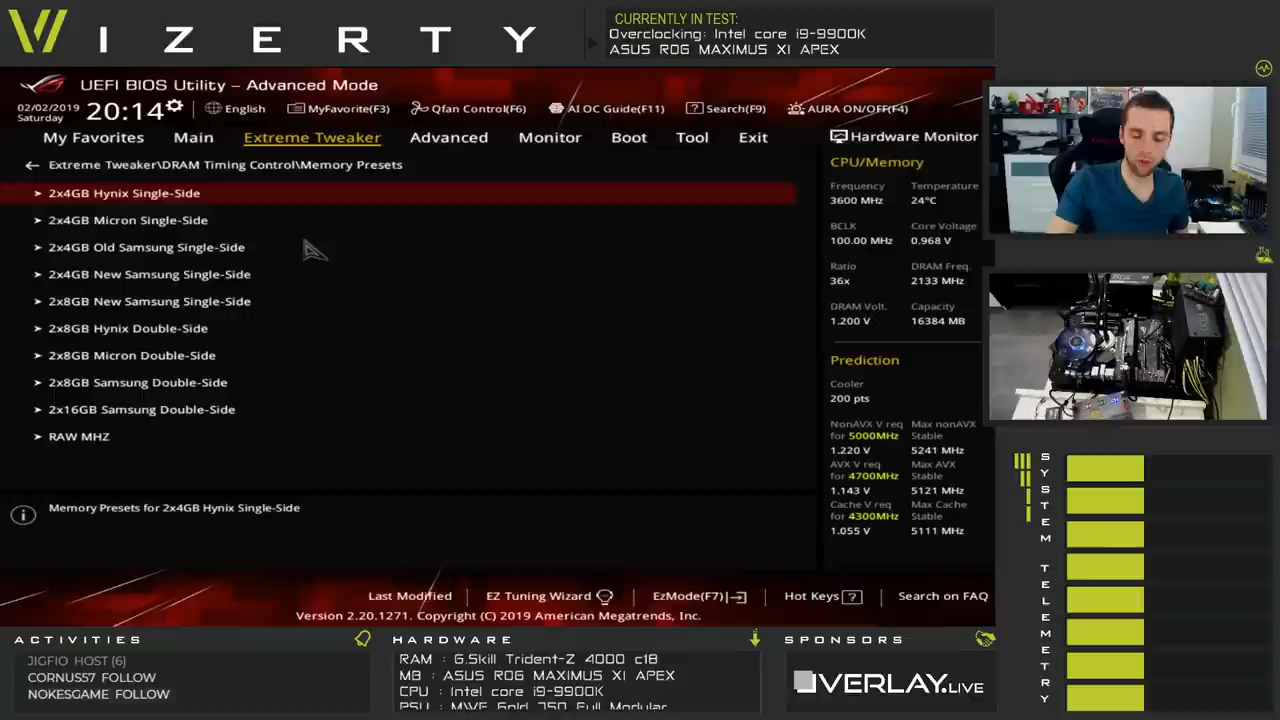 WIZERTY
CURRENTLY IN TEST:
Overclocking: Intel core i9-9900K
ASUS ROG MAXIMUS XI APEX
UEFI BIOS Utility – Advanced Mode
02/02/2019
Saturday
20:14
English
MyFavorite(F3)
Qfan Control(F6)
AI OC Guide(F11)
? Search(F9)
AURA ON/OFF(F4)
My Favorites
Main
Extreme Tweaker
Advanced
Monitor
Boot
Tool
Exit
Hardware Monitor
Extreme Tweaker\DRAM Timing Control\Memory Presets
2x4GB Hynix Single-Side
2x4GB Micron Single-Side
2x4GB Old Samsung Single-Side
2x4GB New Samsung Single-Side
2x8GB New Samsung Single-Side
2x8GB Hynix Double-Side
2x8GB Micron Double-Side
2x8GB Samsung Double-Side
2x16GB Samsung Double-Side
RAW MHZ
Memory Presets for 2x4GB Hynix Single-Side
CPU/Memory
Frequency Temperature
3600 MHz 24°C
BCLK Core Voltage
100.00 MHz 0.968 V
Ratio DRAM Freq.
36x 2133 MHz
DRAM Volt. Capacity
1.200 V 16384 MB
Prediction
Cooler
200 pts
NonAVX V req Max nonAVX
for 5000MHz Stable
1.220 V 5241 MHz
AVX V req Max AVX
for 4700MHz Stable
1.143 V 5121 MHz
Cache V req Max Cache
for 4300MHz Stable
1.055 V 5111 MHz
Last Modified
EZ Tuning Wizard
EzMode(F7)
Hot Keys ?
Search on FAQ
Version 2.20.1271. Copyright (C) 2019 American Megatrends, Inc.
SYSTEM TELEMETRY
ACTIVITIES
JIGFIO HOST (6)
CORNUS57 FOLLOW
NOKESGAME FOLLOW
HARDWARE
RAM : G.Skill Trident-Z 4000 c18
MB : ASUS ROG MAXIMUS XI APEX
CPU : Intel core i9-9900K
PSU : MWE Gold 750 Full Modular
SPONSORS
OVERLAY.LIVE